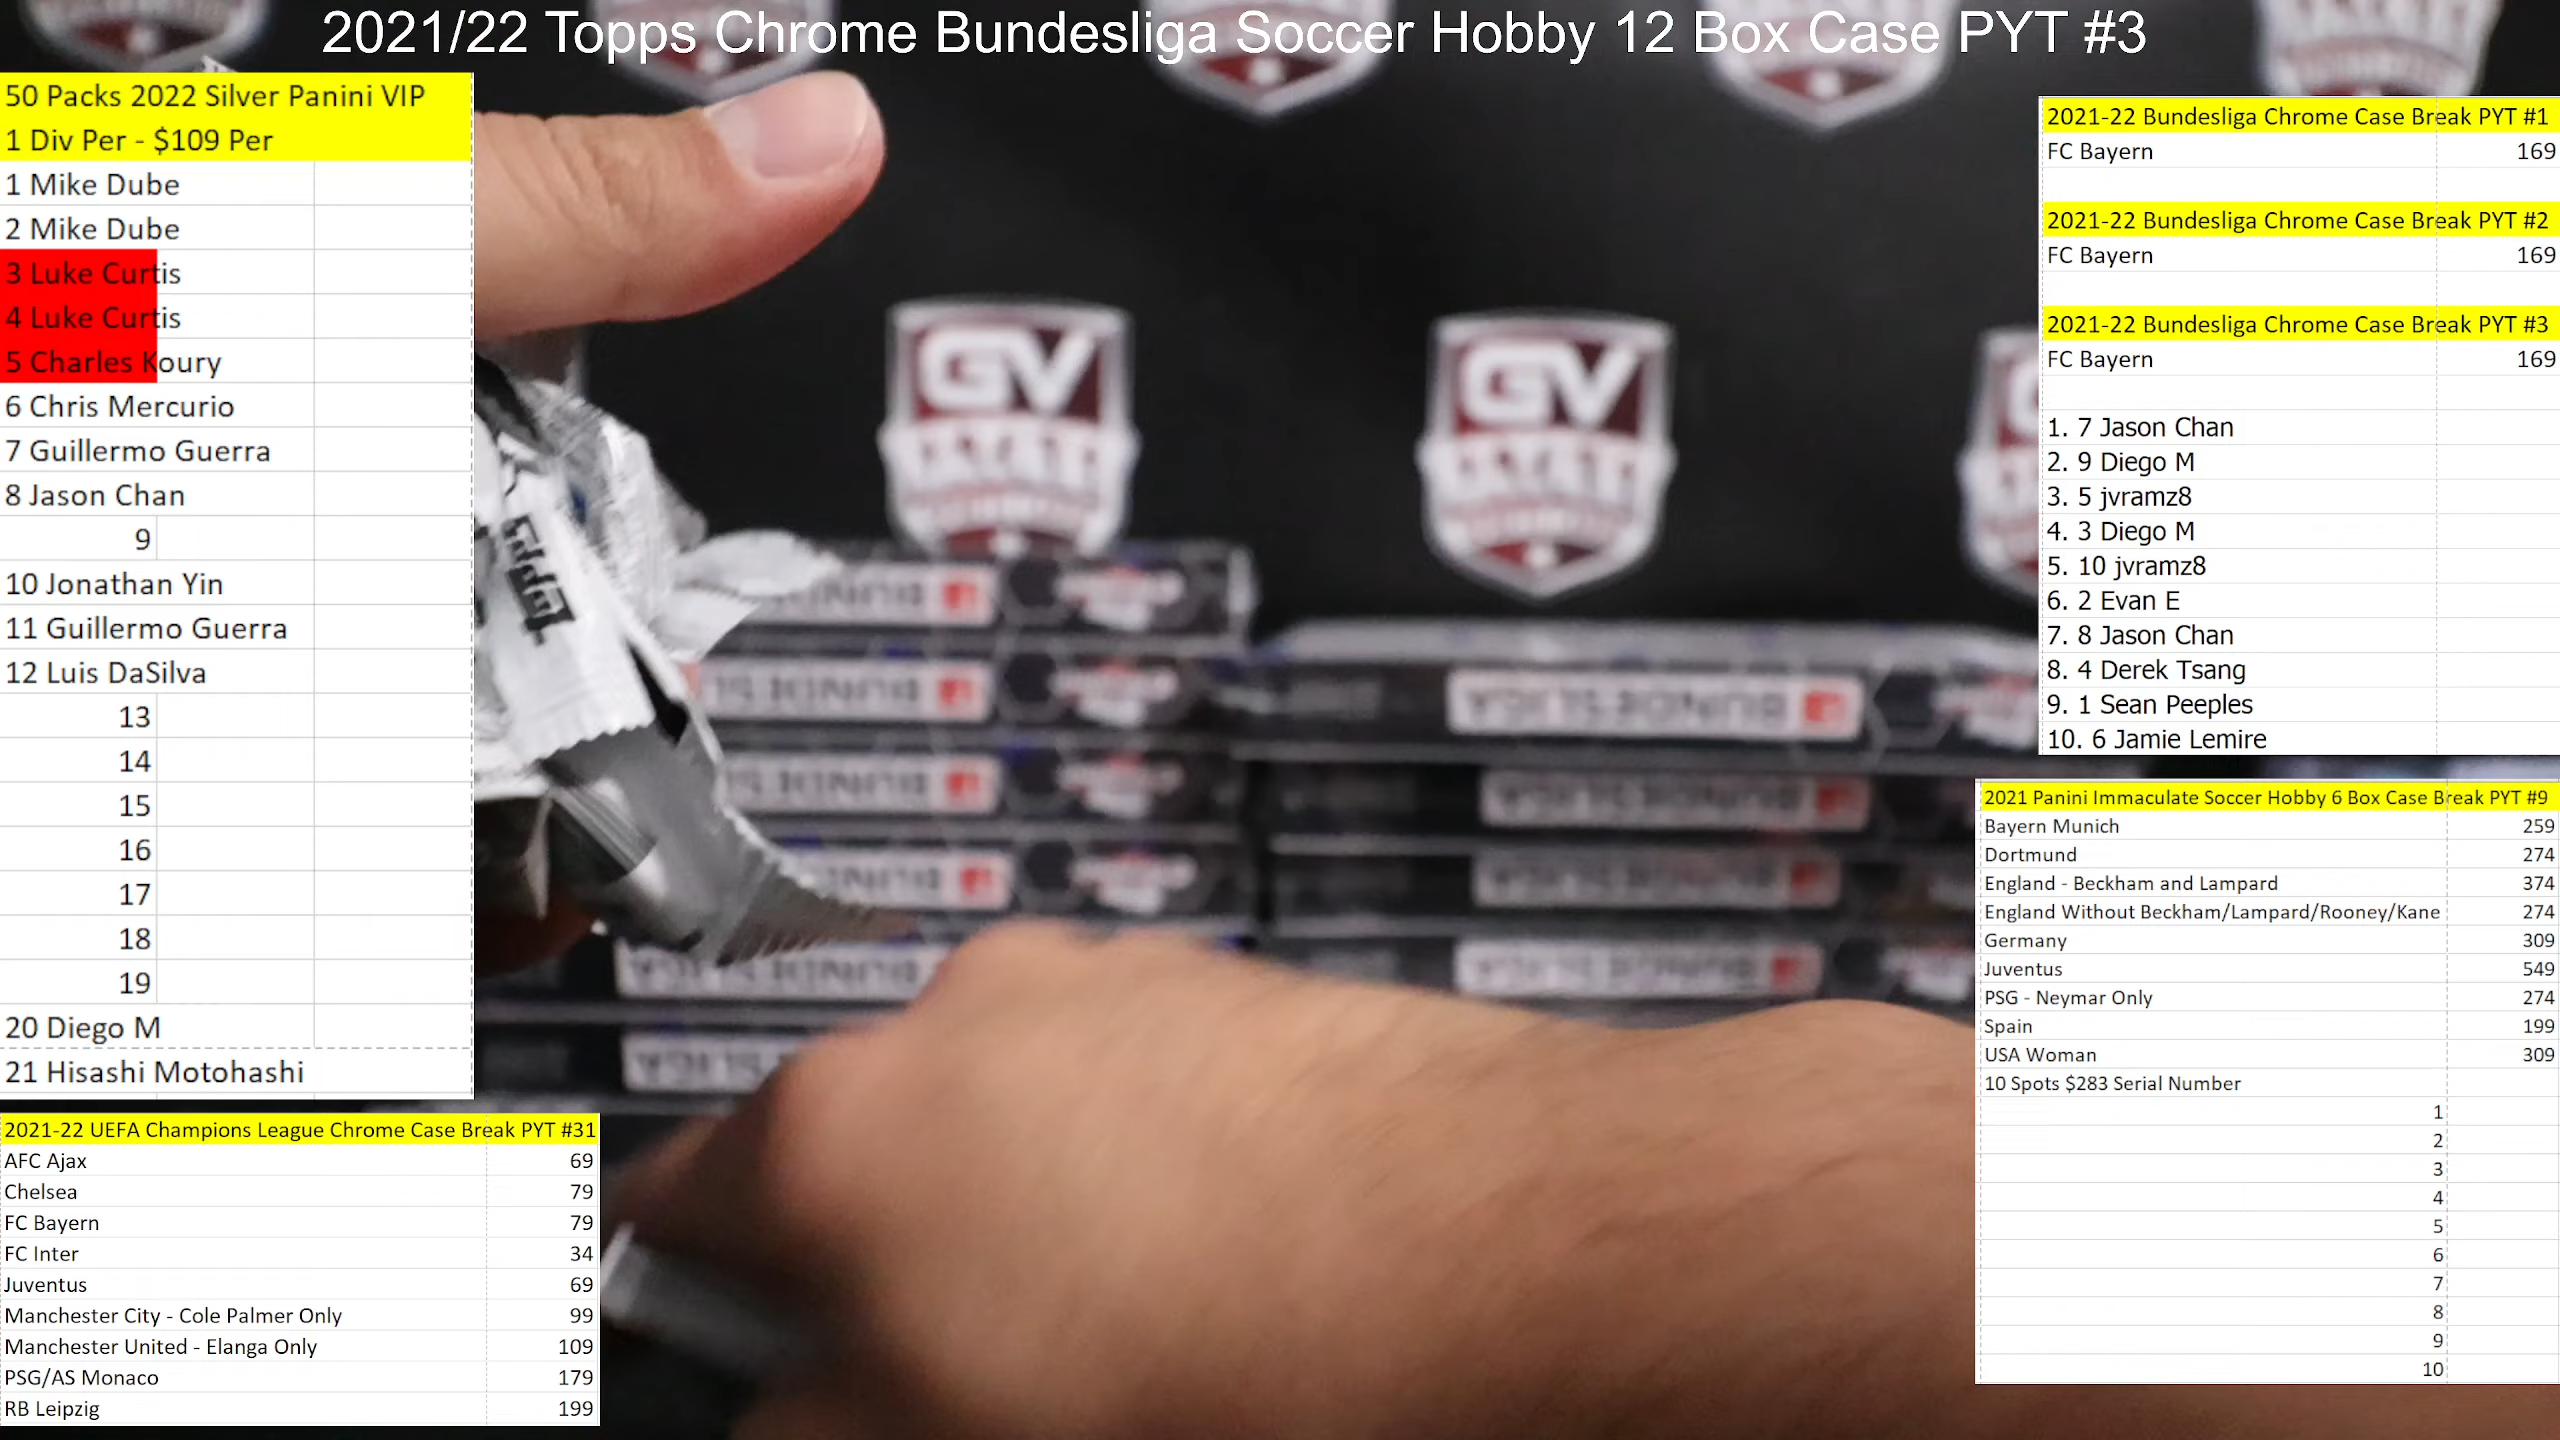 2021/22 Topps Chrome Bundesliga Soccer Hobby 12 Box Case PYT #3
50 Packs 2022 Silver Panini VIP
1 Div Per - $109 Per
1 Mike Dube
2 Mike Dube
3 Luke Curtis
4 Luke Curtis
5 Charles Koury
6 Chris Mercurio
7 Guillermo Guerra
8 Jason Chan
9
10 Jonathan Yin
11 Guillermo Guerra
12 Luis DaSilva
13
14
15
16
17
18
19
20 Diego M
21 Hisashi Motohashi
2021-22 UEFA Champions League Chrome Case Break PYT #31
AFC Ajax 69
Chelsea 79
FC Bayern 79
FC Inter 34
Juventus 69
Manchester City - Cole Palmer Only 99
Manchester United - Elanga Only 109
PSG/AS Monaco 179
RB Leipzig 199
topps
GV
GV
BUNDESLIGA
BUNDESLIGA
BUNDESLIGA
BUNDESLIGA
2021-22 Bundesliga Chrome Case Break PYT #1
FC Bayern 169
2021-22 Bundesliga Chrome Case Break PYT #2
FC Bayern 169
2021-22 Bundesliga Chrome Case Break PYT #3
FC Bayern 169
1. 7 Jason Chan
2. 9 Diego M
3. 5 jvramz8
4. 3 Diego M
5. 10 jvramz8
6. 2 Evan E
7. 8 Jason Chan
8. 4 Derek Tsang
9. 1 Sean Peeples
10. 6 Jamie Lemire
2021 Panini Immaculate Soccer Hobby 6 Box Case Break PYT #9
Bayern Munich 259
Dortmund 274
England - Beckham and Lampard 374
England Without Beckham/Lampard/Rooney/Kane 274
Germany 309
Juventus 549
PSG - Neymar Only 274
Spain 199
USA Woman 309
10 Spots $283 Serial Number
1
2
3
4
5
6
7
8
9
10